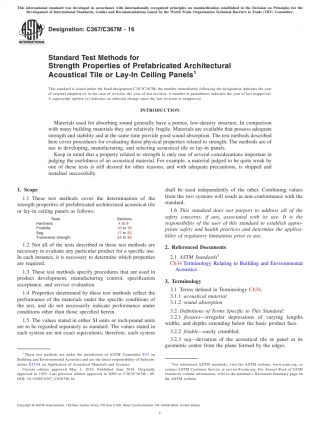 This international standard was developed in accordance with internationally recognized principles on standardization established in the Decision on Principles for the
Development of International Standards, Guides and Recommendations issued by the World Trade Organization Technical Barriers to Trade (TBT) Committee.
INTERNATIONAL
Designation: C367/C367M − 16
Standard Test Methods for
Strength Properties of Prefabricated Architectural
Acoustical Tile or Lay-In Ceiling Panels1
This standard is issued under the fixed designation C367/C367M; the number immediately following the designation indicates the year
of original adoption or, in the case of revision, the year of last revision. A number in parentheses indicates the year of last reapproval.
A superscript epsilon (ε) indicates an editorial change since the last revision or reapproval.
INTRODUCTION
Materials used for absorbing sound generally have a porous, low-density structure. In comparison
with many building materials they are relatively fragile. Materials are available that possess adequate
strength and stability and at the same time provide sound absorption. The test methods described
here cover procedures for evaluating those physical properties related to strength. The methods are of
use in developing, manufacturing, and selecting acoustical tile or lay-in panels.
Keep in mind that a property related to strength is only one of several considerations important in
judging the usefulness of an acoustical material. For example, a material judged to be quite weak by
one of these tests is still desired for other reasons, and with adequate precautions, is shipped and
installed successfully.
1. Scope
1.1 These test methods cover the determination of the
strength properties of prefabricated architectural acoustical tile
or lay-in ceiling panels as follows:
Tests Sections
Hardness 4 to 9
Friability 10 to 16
Sag 17 to 23
Transverse strength 24 to 30
1.2 Not all of the tests described in these test methods are
necessary to evaluate any particular product for a specific use.
In each instance, it is necessary to determine which properties
are required.
1.3 These test methods specify procedures that are used in
product development, manufacturing control, specification
acceptance, and service evaluation.
1.4 Properties determined by these test methods reflect the
performance of the materials under the specific conditions of
the test, and do not necessarily indicate performance under
conditions other than those specified herein.
1.5 The values stated in either SI units or inch-pound units
are to be regarded separately as standard. The values stated in
each system are not exact equivalents; therefore, each system
shall be used independently of the other. Combining values
from the two systems will result in non-conformance with the
standard.
1.6 This standard does not purport to address all of the
safety concerns, if any, associated with its use. It is the
responsibility of the user of this standard to establish appro-
priate safety and health practices and determine the applica-
bility of regulatory limitations prior to use.
2. Referenced Documents
2.1 ASTM Standards:2
C634 Terminology Relating to Building and Environmental
Acoustics
3. Terminology
3.1 Terms defined in Terminology C634.
3.1.1 acoustical material
3.1.2 sound absorption
3.2 Definitions of Terms Specific to This Standard:
3.2.1 fissures—irregular depressions of varying lengths
widths, and depths extending below the basic panel face.
3.2.2 friable—easily crumbled.
3.2.3 sag—deviation of the acoustical tile or panel at its
geometric center from the plane formed by the edges.
1 These test methods are under the jurisdiction of ASTM Committee E33 on
Building and Environmental Acoustics and are the direct responsibility of Subcom-
mittee E33.04 on Application of Acoustical Materials and Systems.
Current edition approved May 1, 2016. Published June 2016. Originally
approved in 1955. Last previous edition approved in 2009 as C367/C367M – 09.
DOI: 10.1520/C0367_C0367M-16.
2 For referenced ASTM standards, visit the ASTM website, www.astm.org, or
contact ASTM Customer Service at service@astm.org. For Annual Book of ASTM
Standards volume information, refer to the standard's Document Summary page on
the ASTM website.
Copyright © ASTM International, 100 Barr Harbor Drive, PO Box C700, West Conshohocken, PA 19428-2959. United States
1